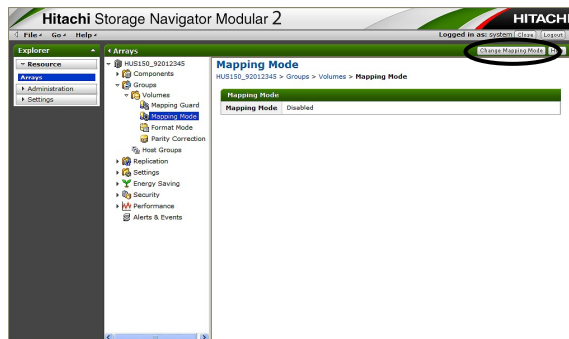 Hitachi Storage Navigator Modular 2
HITACHI
File Go Help
Logged in as: system Close Logout
Explorer
Arrays
Change Mapping Mode
Resource
Arrays
Administration
Settings
HUS150_92012345
Components
Groups
Volumes
Mapping Guard
Mapping Mode
Format Mode
Parity Correction
Host Groups
Replication
Settings
Energy Saving
Security
Performance
Alerts & Events
Mapping Mode
HUS150_92012345 > Groups > Volumes > Mapping Mode
Mapping Mode
Mapping Mode Disabled